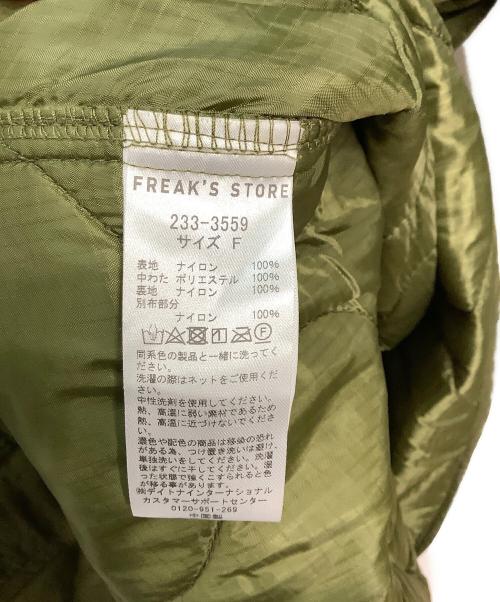 FREAK'S STORE
233-3559
サイズ F
表地 ナイロン 100%
中わた ポリエステル 100%
裏地 ナイロン 100%
別布部分
ナイロン 100%
同系色の製品と一緒に洗ってく
ださい。
洗濯の際はネットをご使用くだ
さい。
中性洗剤を使用してください。
熱、高温に弱い素材であるため
熱、高温に近づけないでくださ
い。
濃色や配色の商品は移染の恐れ
がある為、つけ置き洗いは避け、
単独洗いをしてください。洗濯
後はすぐに干してください。湿
った状態で強くこすられると色
が移る事があります。
㈱デイトナインターナショナル
カスタマーサポートセンター
0120-951-269
中国製